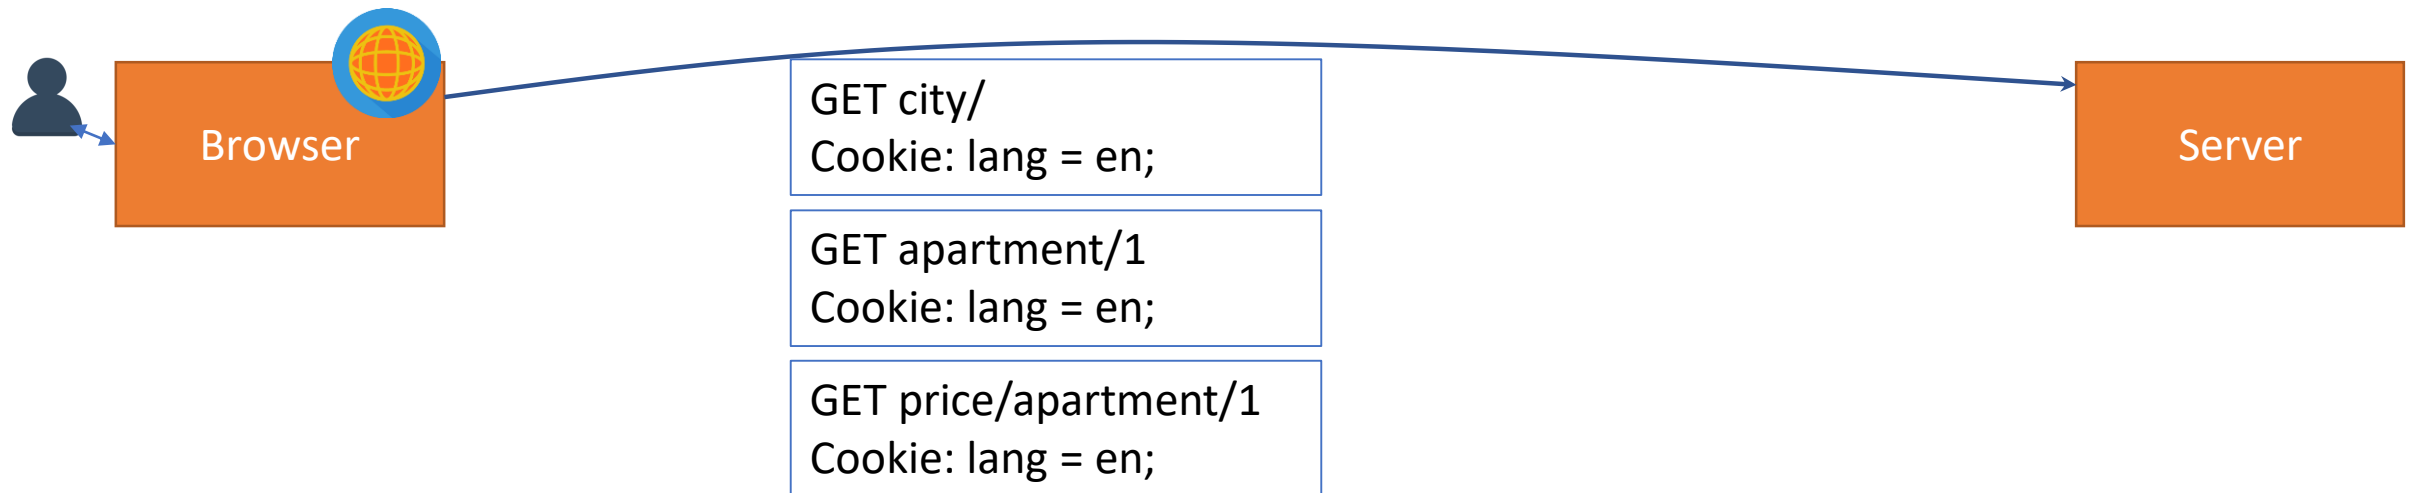 Browser
GET city/
Cookie: lang = en;
GET apartment/1
Cookie: lang = en;
GET price/apartment/1
Cookie: lang = en;
Server